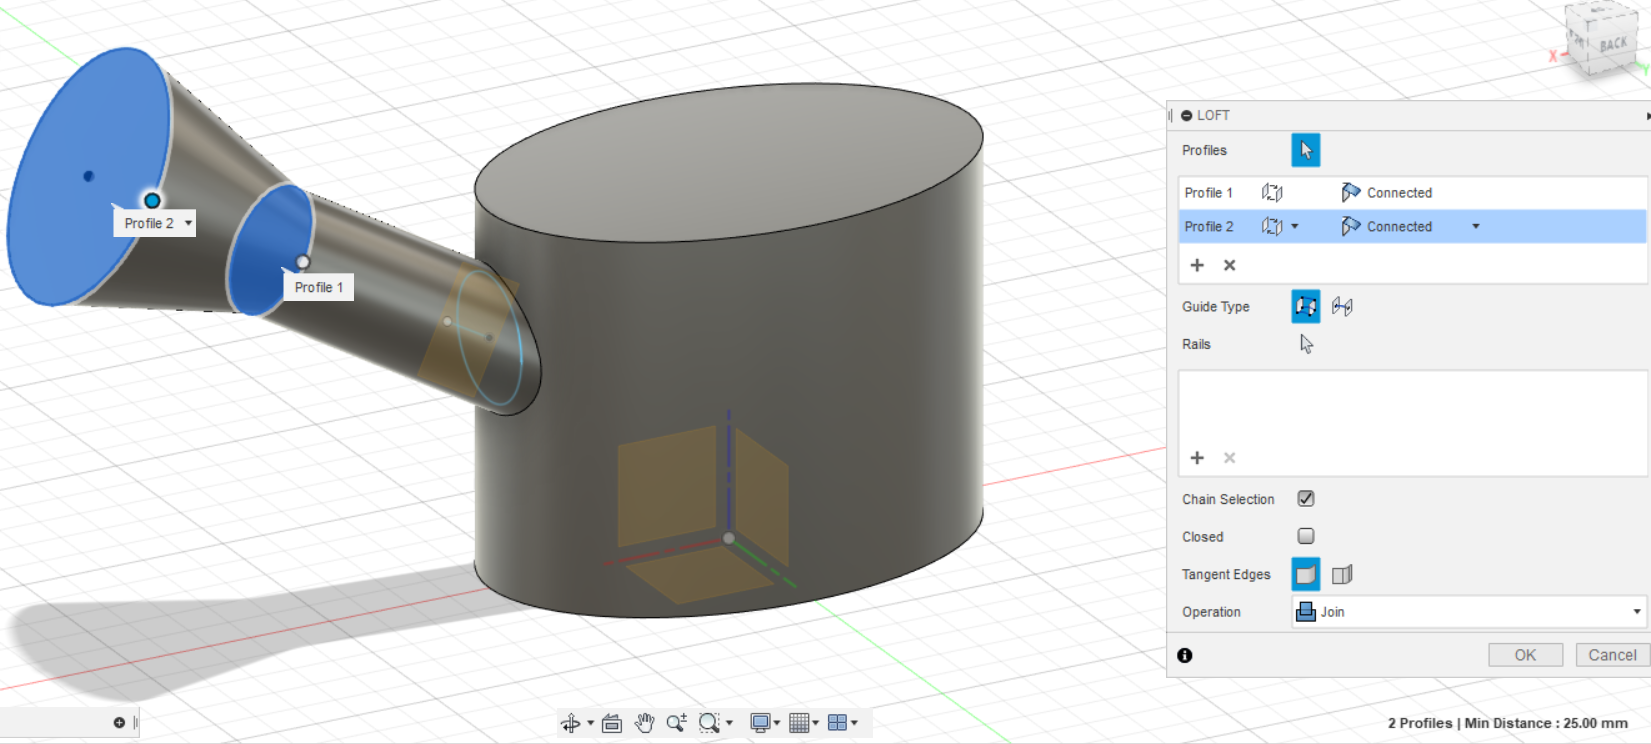 BACK
X
Y
LOFT
Profiles
Profile 1
Connected
Profile 2
Connected
Guide Type
Rails
Chain Selection
Closed
Tangent Edges
Operation
Join
OK
Cancel
Profile 2
Profile 1
2 Profiles | Min Distance : 25.00 mm